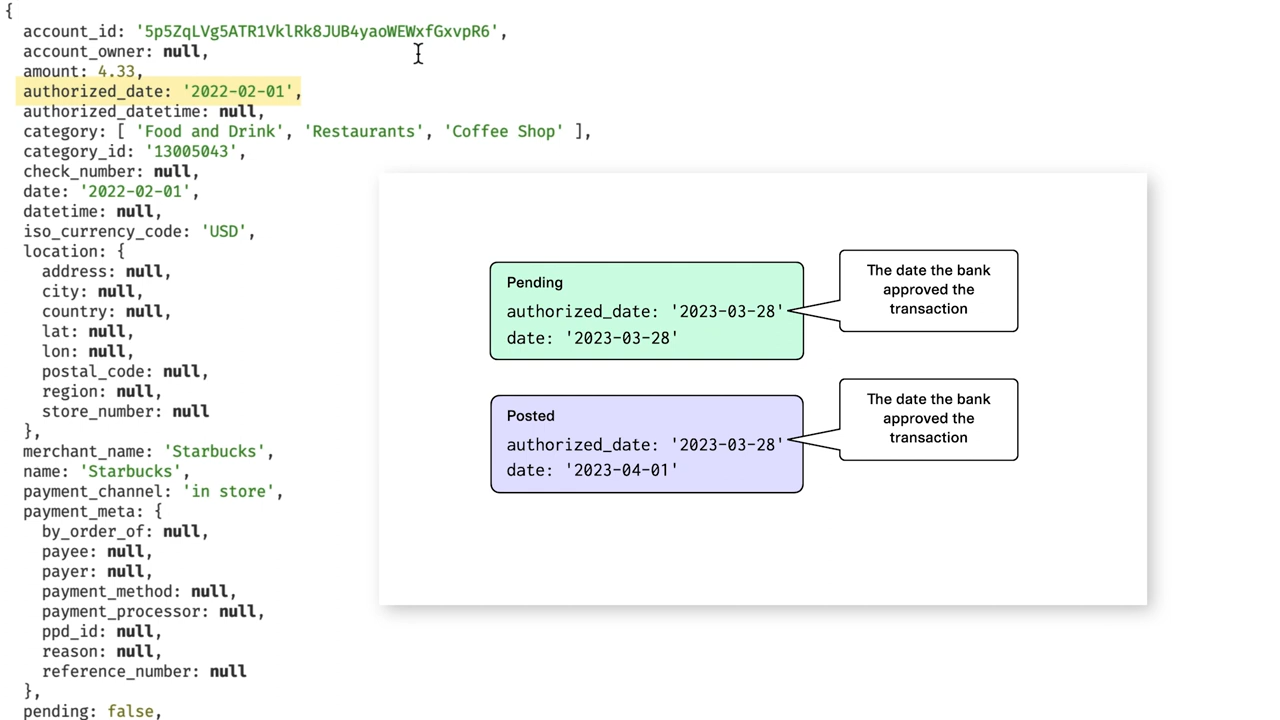 {
account_id: '5p5ZqLVg5ATR1VklRk8JUB4yaoWEWxfGxvpR6',
account_owner: null,
amount: 4.33,
authorized_date: '2022-02-01',
authorized_datetime: null,
category: [ 'Food and Drink', 'Restaurants', 'Coffee Shop' ],
category_id: '13005043',
check_number: null,
date: '2022-02-01',
datetime: null,
iso_currency_code: 'USD',
location: {
address: null,
city: null,
country: null,
lat: null,
lon: null,
postal_code: null,
region: null,
store_number: null
},
merchant_name: 'Starbucks',
name: 'Starbucks',
payment_channel: 'in store',
payment_meta: {
by_order_of: null,
payee: null,
payer: null,
payment_method: null,
payment_processor: null,
ppd_id: null,
reason: null,
reference_number: null
},
pending: false,
Pending
authorized_date: '2023-03-28'
date: '2023-03-28'
The date the bank
approved the
transaction
Posted
authorized_date: '2023-03-28'
date: '2023-04-01'
The date the bank
approved the
transaction